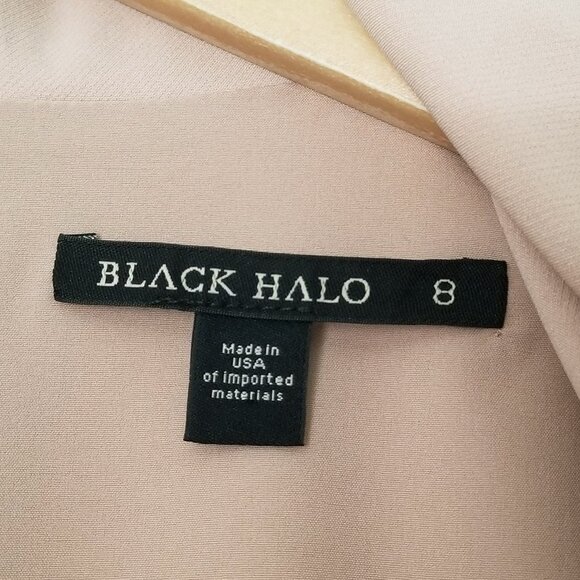 BLACK HALO 8
Made in
USA
of imported
materials